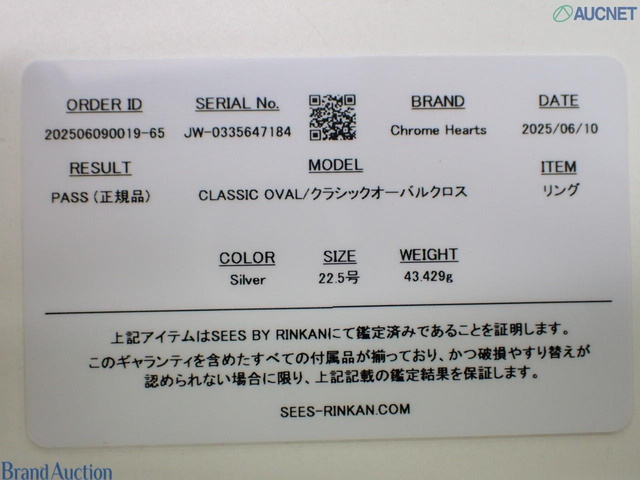 AUCNET
ORDER ID SERIAL No. BRAND DATE
202506090019-65 JW-0335647184 Chrome Hearts 2025/06/10
RESULT MODEL ITEM
PASS（正規品） CLASSIC OVAL/クラシックオーバルクロス リング
COLOR SIZE WEIGHT
Silver 22.5号 43.429g
上記アイテムはSEES BY RINKANにて鑑定済みであることを証明します。
このギャランティを含めたすべての付属品が揃っており、かつ破損やすり替えが
認められない場合に限り、上記記載の鑑定結果を保証します。
SEES-RINKAN.COM
Brand Auction